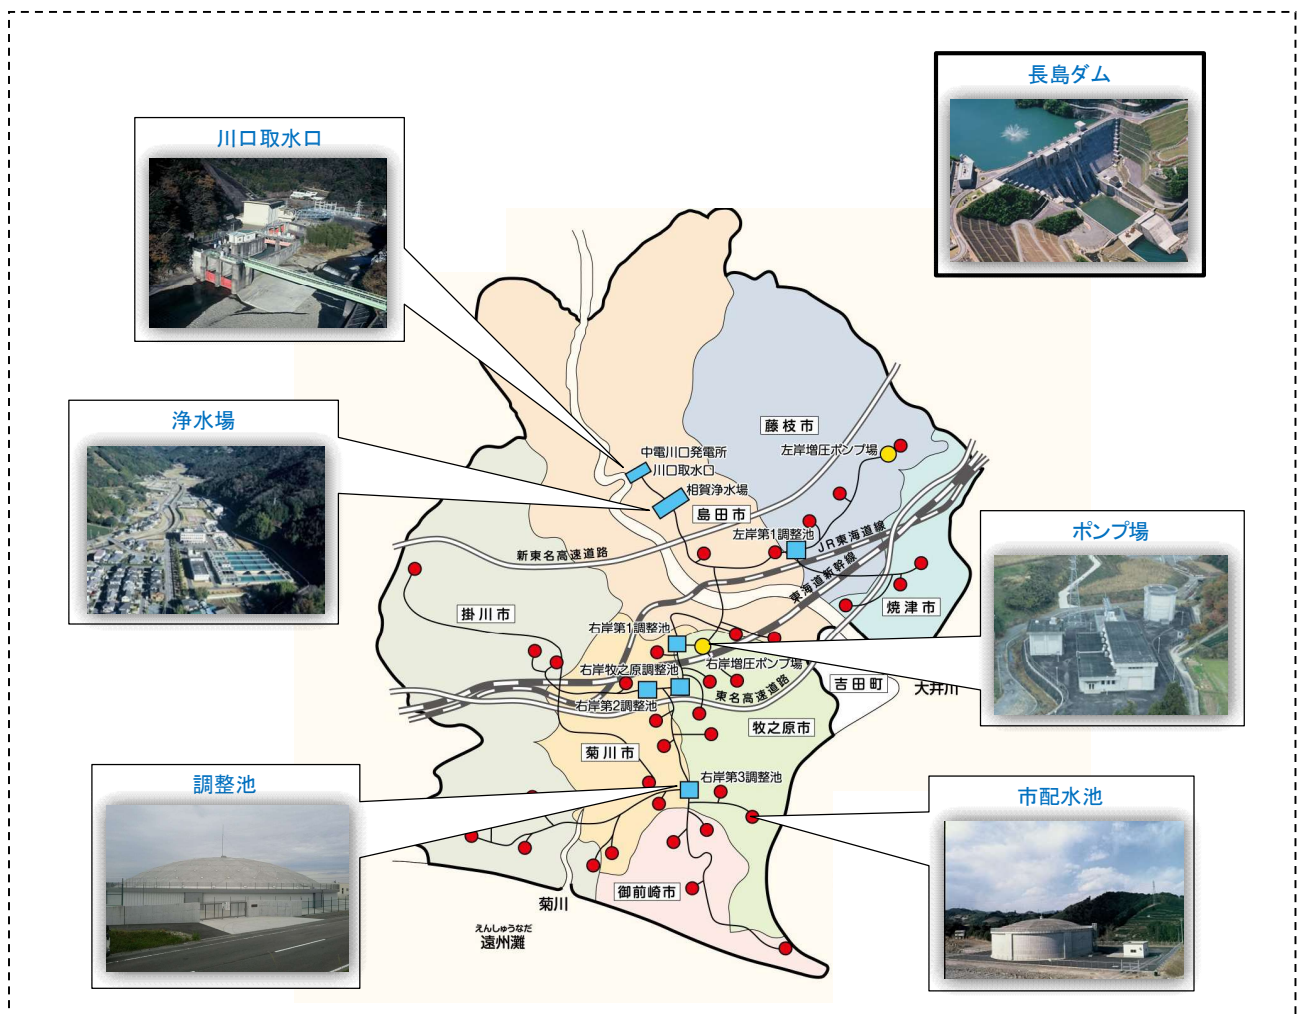 長島ダム
川口取水口
浄水場
中電川口発電所
川口取水口
相賀浄水場
島田市
藤枝市
左岸増圧ポンプ場
左岸第1調整池
JR東海道線
新東名高速道路
東海道新幹線
ポンプ場
焼津市
掛川市
右岸第1調整池
右岸増圧ポンプ場
右岸牧之原調整池
東名高速道路
吉田町
大井川
右岸第2調整池
牧之原市
菊川市
右岸第3調整池
調整池
市配水池
御前崎市
菊川
えんしゅうなだ
遠州灘